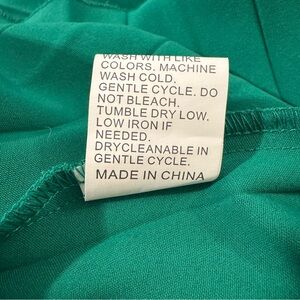 WASH WITH LIKE
COLORS. MACHINE
WASH COLD.
GENTLE CYCLE. DO
NOT BLEACH.
TUMBLE DRY LOW.
LOW IRON IF
NEEDED.
DRYCLEANABLE IN
GENTLE CYCLE.
MADE IN CHINA